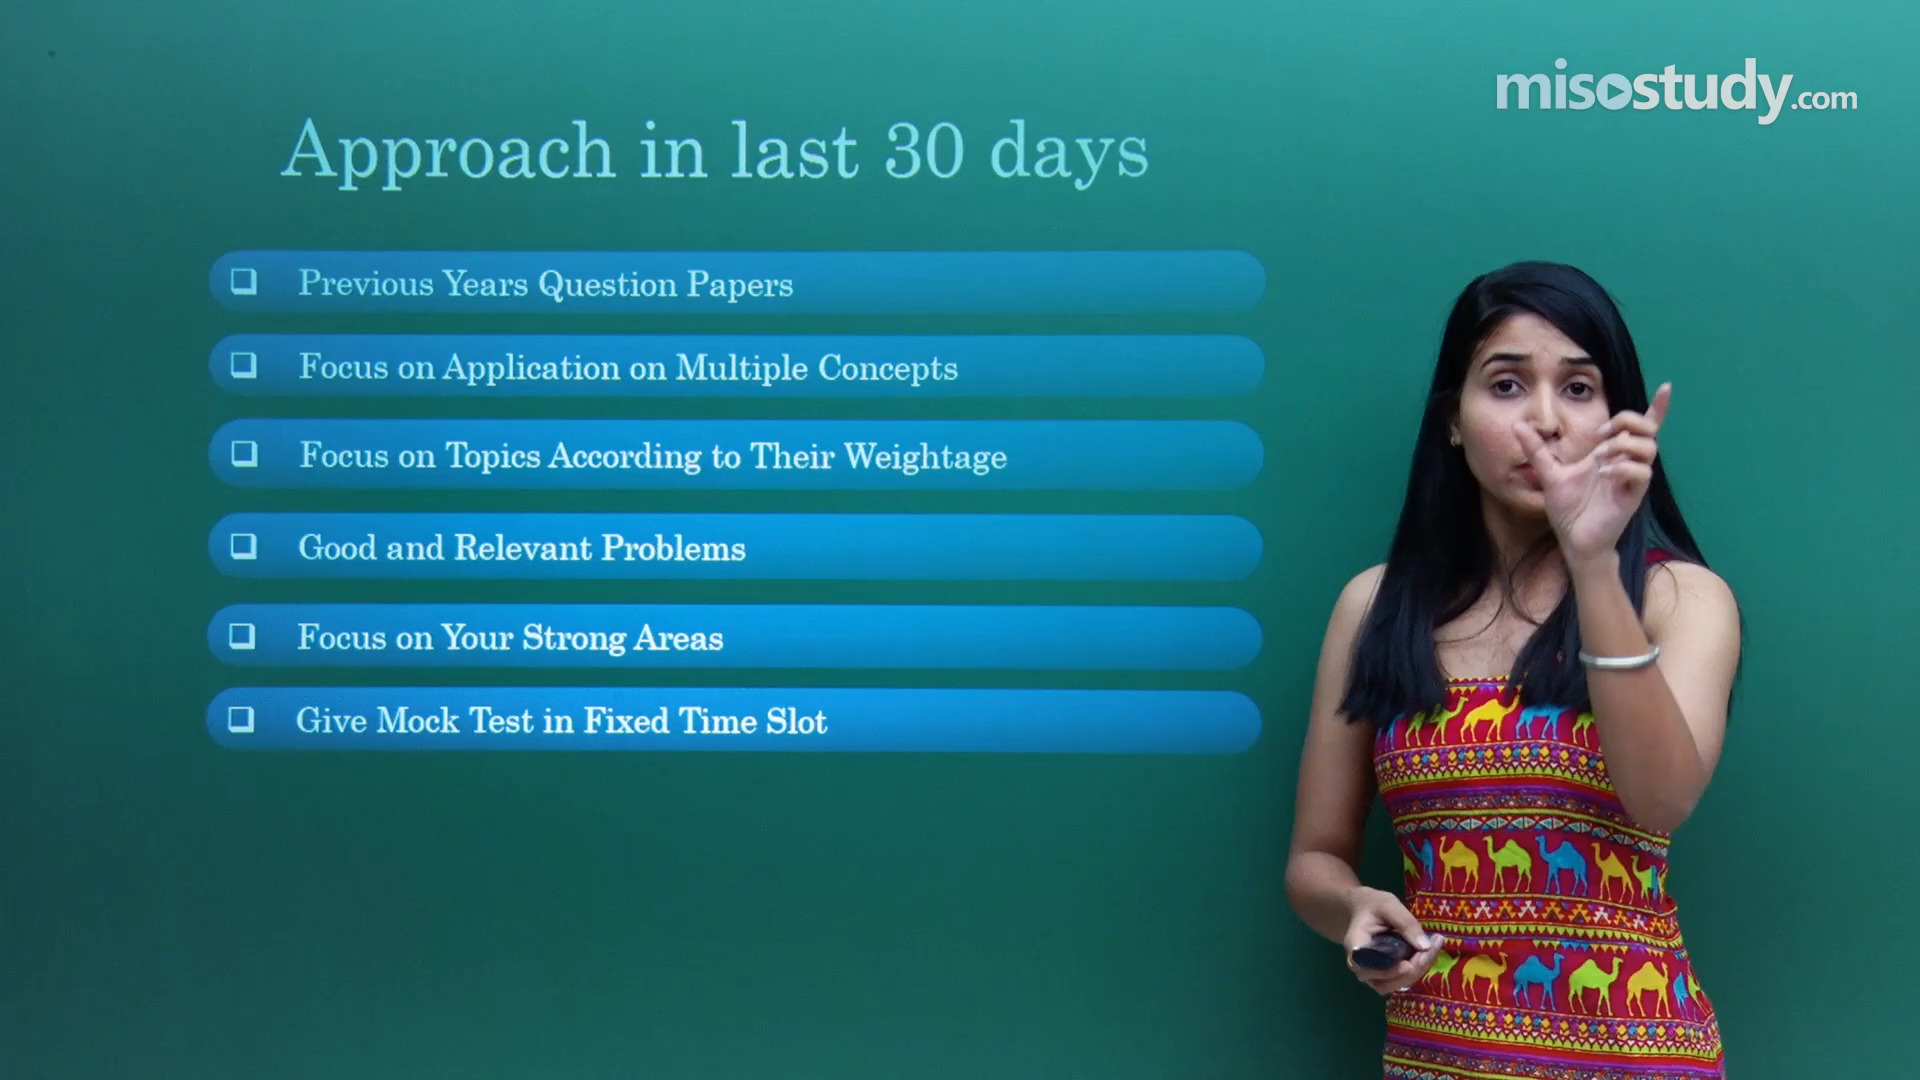 misostudy.com
Approach in last 30 days
❑ Previous Years Question Papers
❑ Focus on Application on Multiple Concepts
❑ Focus on Topics According to Their Weightage
❑ Good and Relevant Problems
❑ Focus on Your Strong Areas
❑ Give Mock Test in Fixed Time Slot